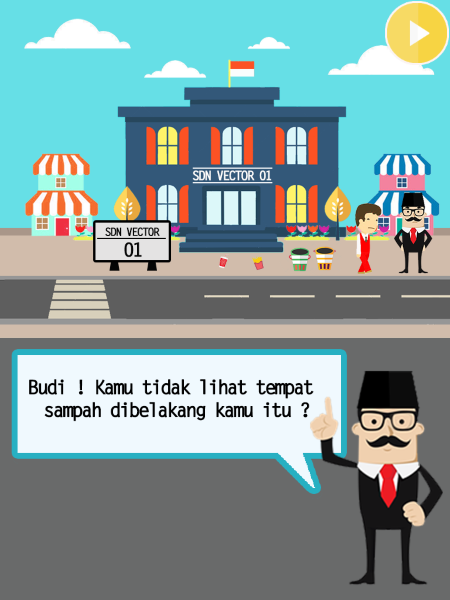 SDN VECTOR 01
SDN VECTOR
01
Budi ! Kamu tidak lihat tempat
sampah dibelakang kamu itu ?